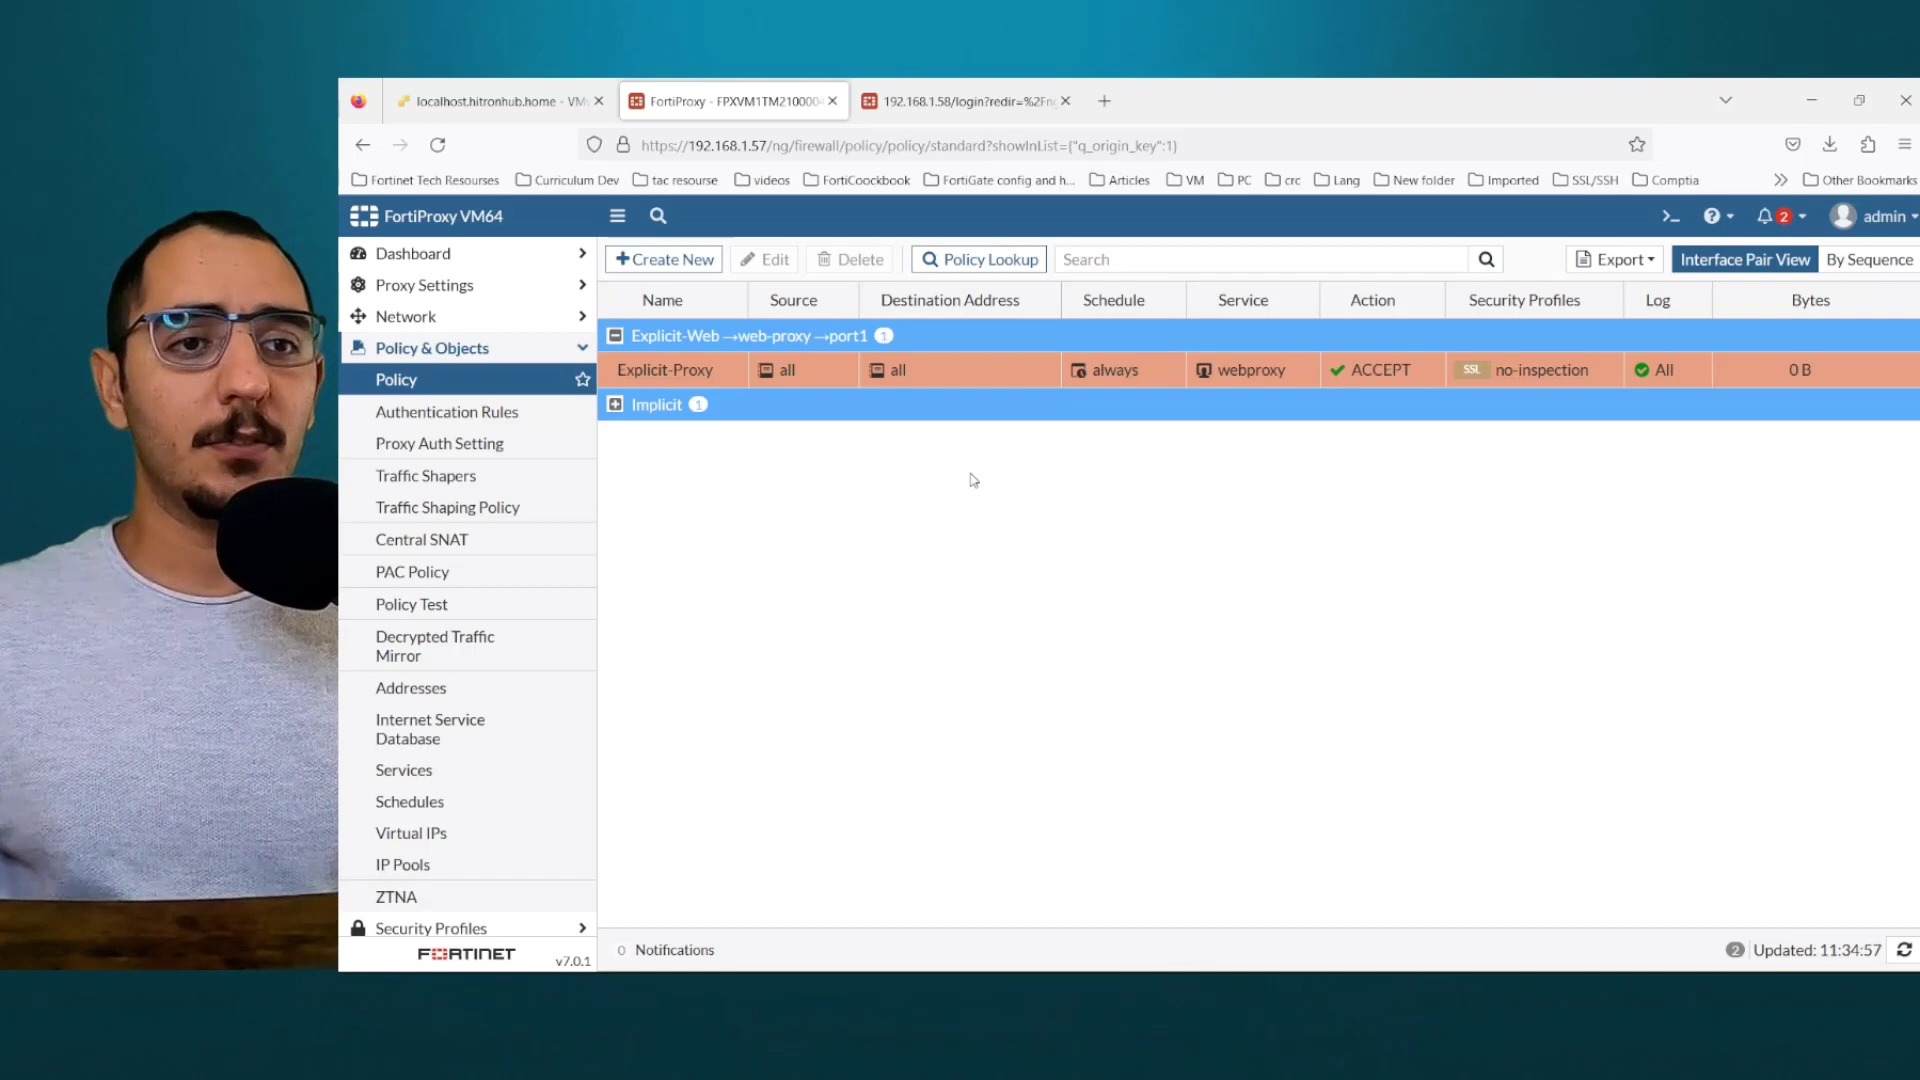 localhost.hitronhub.home - VM
FortiProxy - FPXVM1TM2100004
192.168.1.58/login?redir=%2Fn
https://192.168.1.57/ng/firewall/policy/policy/standard?showInList={"q_origin_key":1}
Fortinet Tech Resourses
Curriculum Dev
tac resourse
videos
FortiCoockbook
FortiGate config and h...
Articles
VM
PC
crc
Lang
New folder
Imported
SSL/SSH
Comptia
Other Bookmarks
FortiProxy VM64
2
admin
Dashboard
Proxy Settings
Network
Policy & Objects
Policy
Authentication Rules
Proxy Auth Setting
Traffic Shapers
Traffic Shaping Policy
Central SNAT
PAC Policy
Policy Test
Decrypted Traffic
Mirror
Addresses
Internet Service
Database
Services
Schedules
Virtual IPs
IP Pools
ZTNA
Security Profiles
FORTINET
v7.0.1
+Create New
Edit
Delete
Policy Lookup
Search
Export
Interface Pair View
By Sequence
Name Source Destination Address Schedule Service Action Security Profiles Log Bytes
Explicit-Web →web-proxy →port1 1
Explicit-Proxy all all always webproxy ACCEPT SSL no-inspection All 0 B
Implicit 1
0 Notifications
2 Updated: 11:34:57